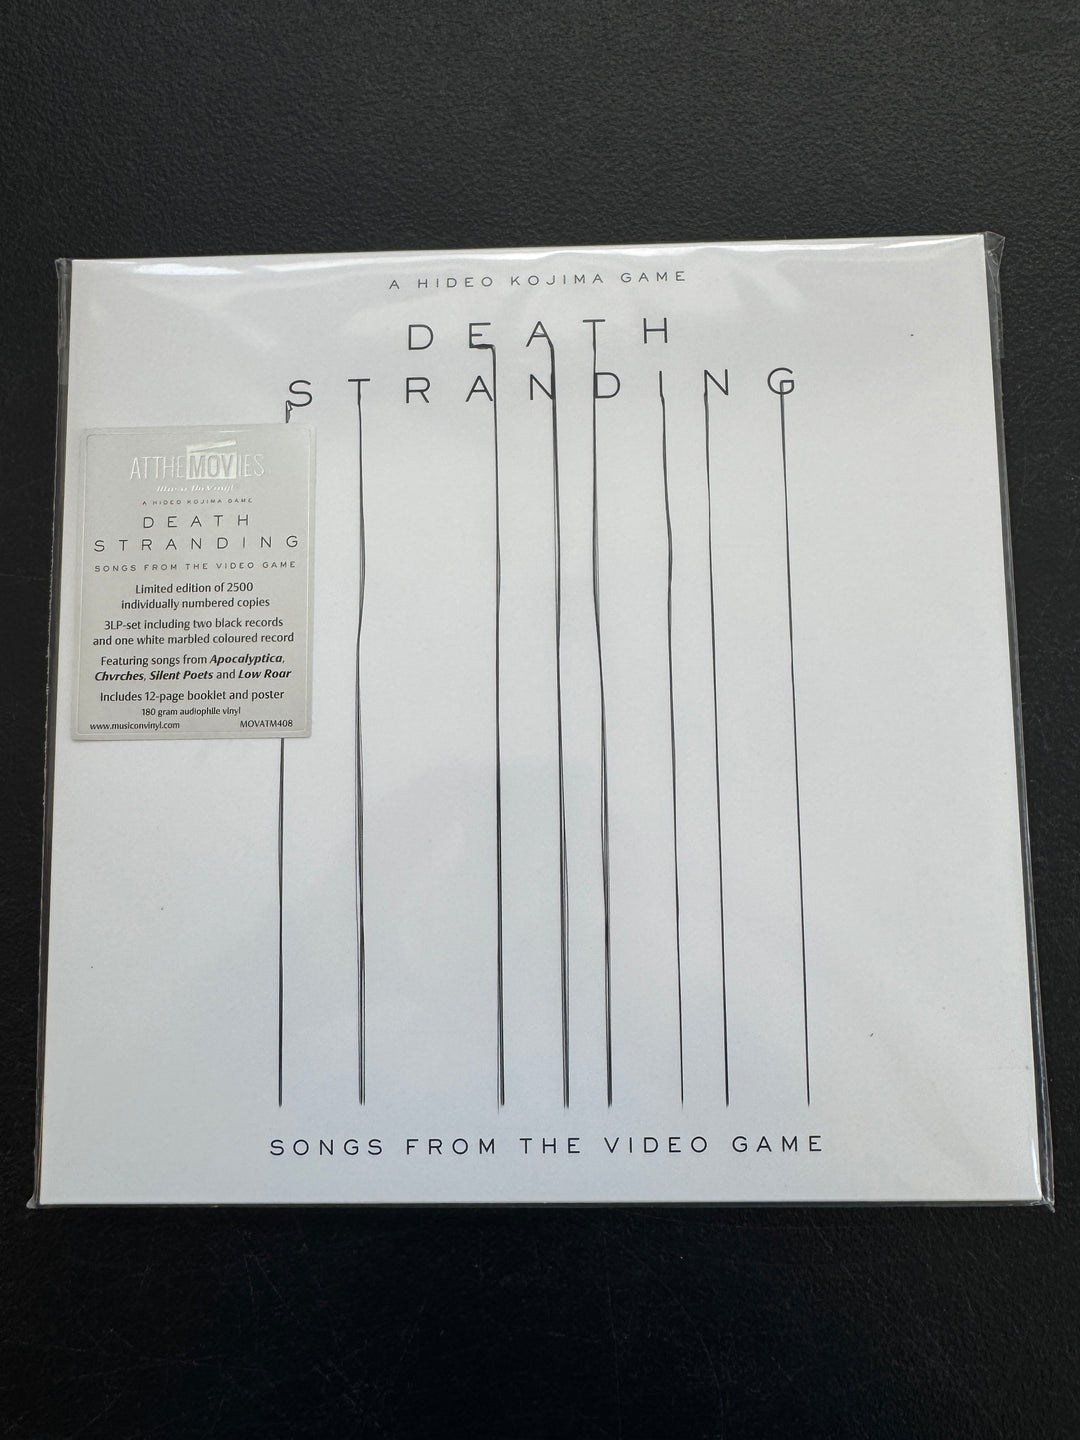 A HIDEO KOJIMA GAME
DEATH
STRANDING
ATTHEMOVIES
Music On Vinyl
A HIDEO KOJIMA GAME
DEATH
STRANDING
SONGS FROM THE VIDEO GAME
Limited edition of 2500
individually numbered copies
3LP-set including two black records
and one white marbled coloured record
Featuring songs from Apocalyptica,
Chvrches, Silent Poets and Low Roar
Includes 12-page booklet and poster
180 gram audiophile vinyl
www.musiconvinyl.com MOVATM408
SONGS FROM THE VIDEO GAME